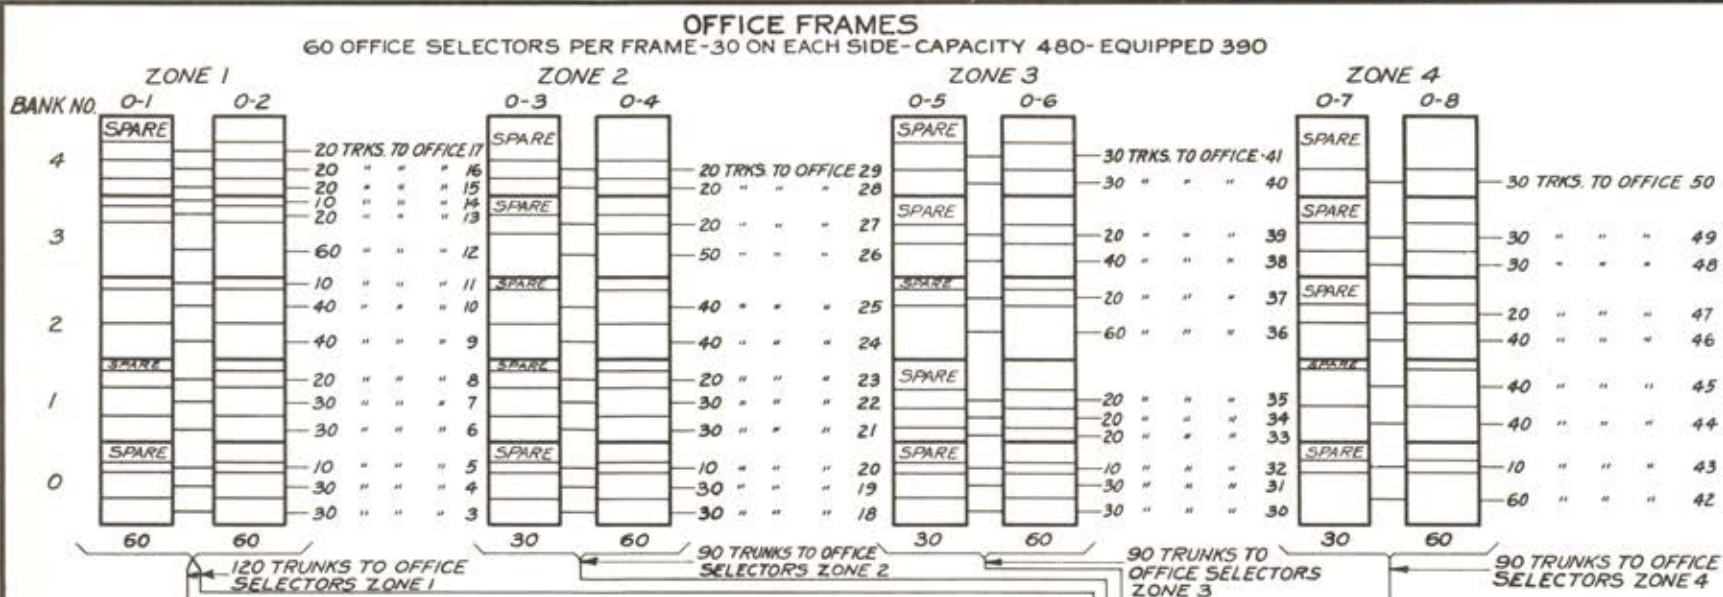 OFFICE FRAMES
60 OFFICE SELECTORS PER FRAME-30 ON EACH SIDE-CAPACITY 480-EQUIPPED 390
ZONE 1
BANK NO. 0-1 0-2
SPARE
4
3
2
SPARE
1
SPARE
0
60 60
20 TRKS. TO OFFICE 17
20 " " " 16
20 " " " 15
10 " " " 14
20 " " " 13
60 " " " 12
10 " " " 11
40 " " " 10
40 " " " 9
20 " " " 8
30 " " " 7
30 " " " 6
10 " " " 5
30 " " " 4
30 " " " 3
120 TRUNKS TO OFFICE
SELECTORS ZONE 1
ZONE 2
0-3 0-4
SPARE
SPARE
SPARE
SPARE
SPARE
30 60
20 TRKS. TO OFFICE 29
20 " " " 28
20 " " " 27
50 " " " 26
40 " " " 25
40 " " " 24
20 " " " 23
30 " " " 22
30 " " " 21
10 " " " 20
30 " " " 19
30 " " " 18
90 TRUNKS TO OFFICE
SELECTORS ZONE 2
ZONE 3
0-5 0-6
SPARE
SPARE
SPARE
SPARE
SPARE
30 60
30 TRKS. TO OFFICE-41
30 " " " 40
20 " " " 39
40 " " " 38
20 " " " 37
60 " " " 36
20 " " " 35
20 " " " 34
20 " " " 33
10 " " " 32
30 " " " 31
30 " " " 30
90 TRUNKS TO
OFFICE SELECTORS
ZONE 3
ZONE 4
0-7 0-8
SPARE
SPARE
SPARE
SPARE
SPARE
30 60
30 TRKS. TO OFFICE 50
30 " " " 49
30 " " " 48
20 " " " 47
40 " " " 46
40 " " " 45
40 " " " 44
10 " " " 43
60 " " " 42
90 TRUNKS TO OFFICE
SELECTORS ZONE 4